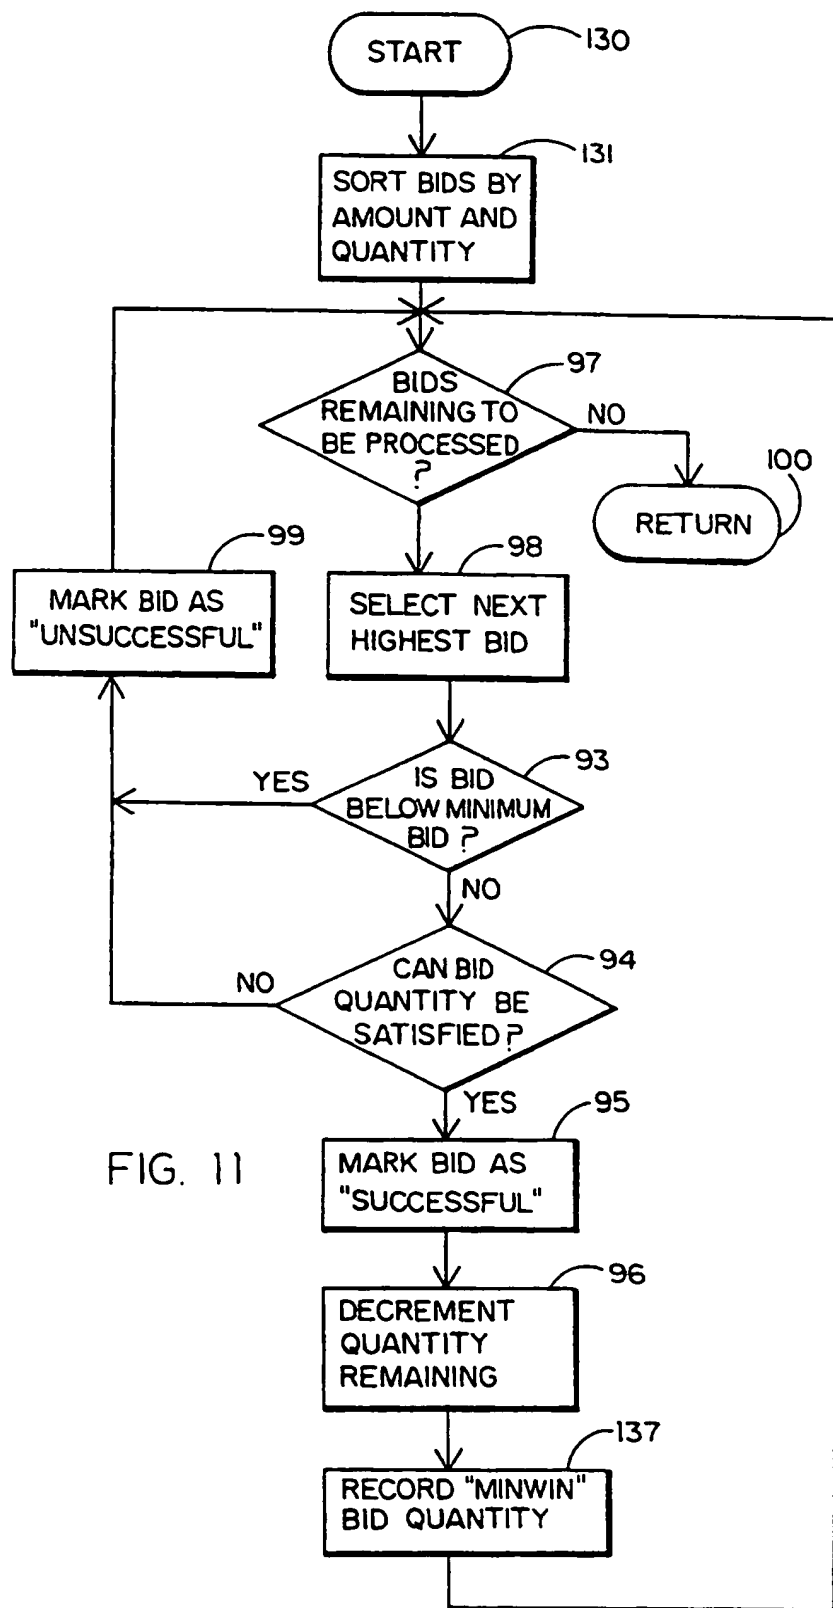 START
130
131
SORT BIDS BY
AMOUNT AND
QUANTITY
97
BIDS
REMAINING TO
BE PROCESSED
?
NO
100
RETURN
99
MARK BID AS
"UNSUCCESSFUL"
98
SELECT NEXT
HIGHEST BID
93
YES
IS BID
BELOW MINIMUM
BID ?
NO
94
NO
CAN BID
QUANTITY BE
SATISFIED ?
YES
95
MARK BID AS
"SUCCESSFUL"
FIG. 11
96
DECREMENT
QUANTITY
REMAINING
137
RECORD "MINWIN"
BID QUANTITY